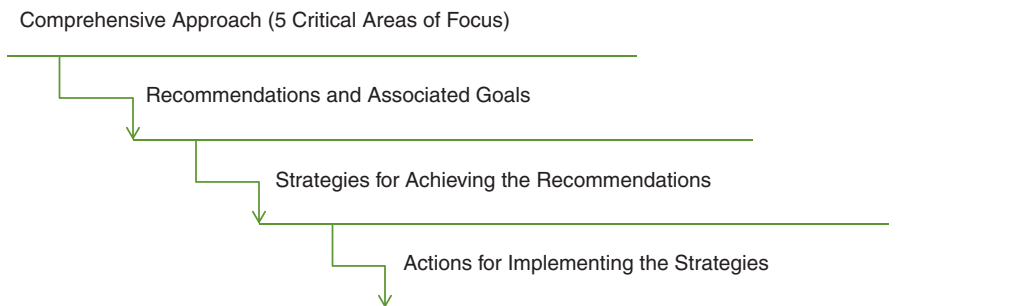 Comprehensive Approach (5 Critical Areas of Focus)
Recommendations and Associated Goals
Strategies for Achieving the Recommendations
Actions for Implementing the Strategies